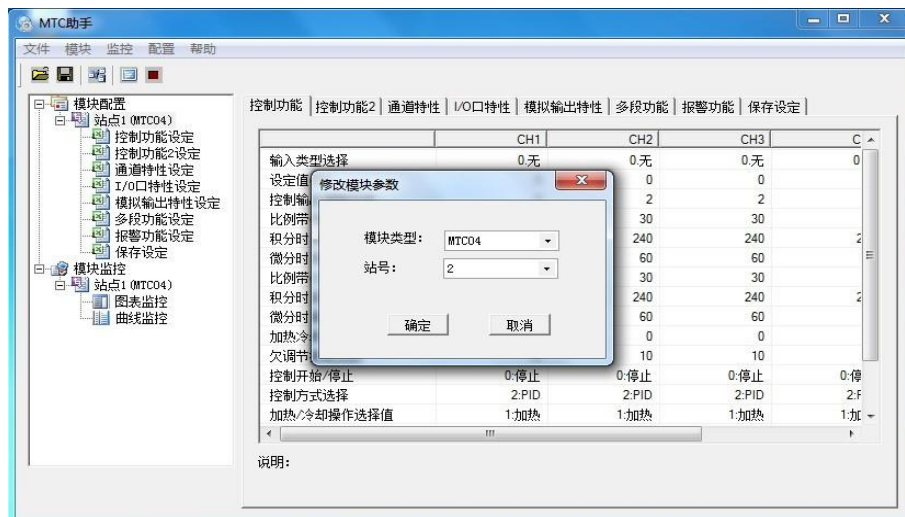 MTC助手
文件 模块 监控 配置 帮助
模块配置
站点1 (MTC04)
控制功能设定
控制功能2设定
通道特性设定
I/O口特性设定
模拟输出特性设定
多段功能设定
报警功能设定
保存设定
模块监控
站点1 (MTC04)
图表监控
曲线监控
控制功能 控制功能2 通道特性 I/O口特性 模拟输出特性 多段功能 报警功能 保存设定
CH1 CH2 CH3 C
输入类型选择 0.无 0.无 0.无 0
设定值 0 0
控制输 2 2
比例带 30 30
积分时 240 240 2
微分时 60 60
比例带 30 30
积分时 240 240 2
微分时 60 60
加热冷 0 0
欠调节 10 10
控制开始/停止 0:停止 0:停止 0:停止 0:停
控制方式选择 2:PID 2:PID 2:PID 2:F
加热/冷却操作选择值 1:加热 1:加热 1:加热 1:加
修改模块参数
模块类型: MTC04
站号: 2
确定 取消
说明: